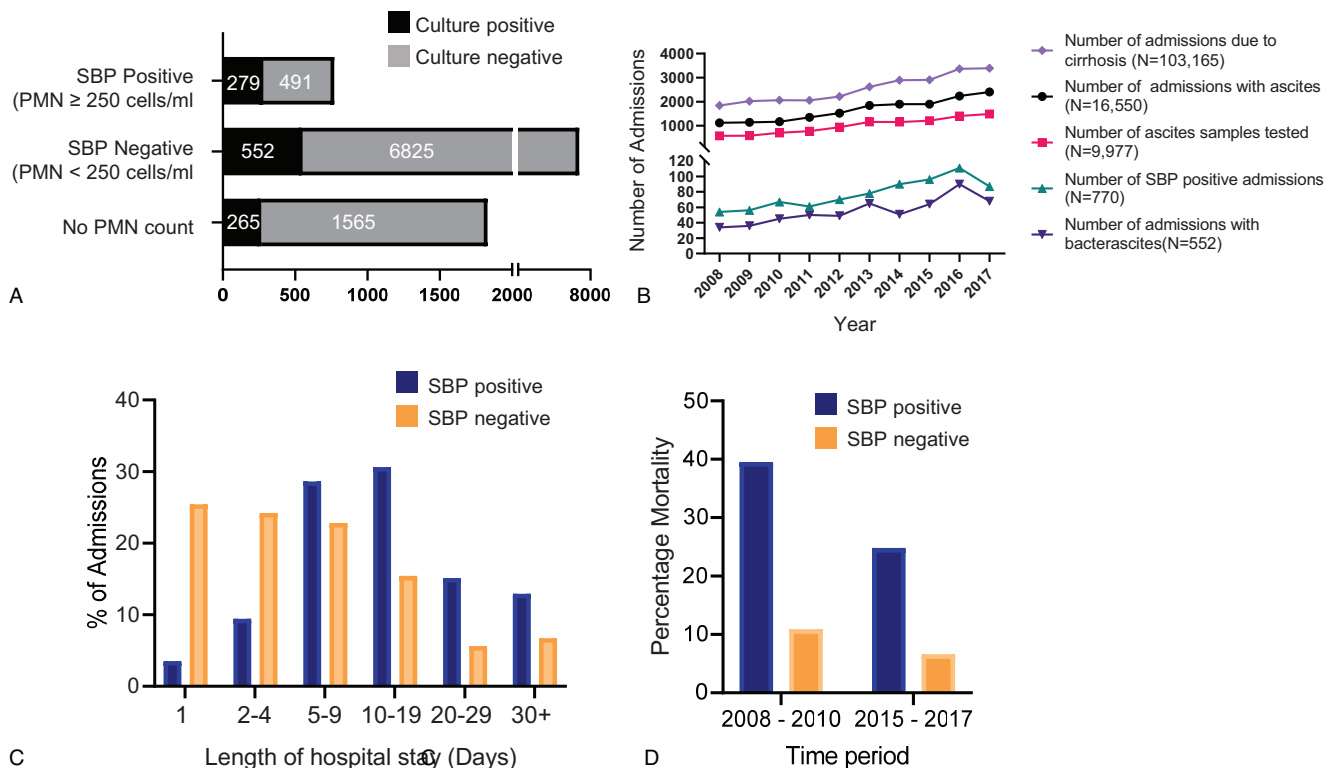 Culture positive
Culture negative
SBP Positive
(PMN ≥ 250 cells/ml
279 491
SBP Negative
(PMN < 250 cells/ml
552 6825
No PMN count
265 1565
0 500 1000 1500 2000 8000
A
Number of Admissions
4000
3000
2000
1000
120
100
80
60
40
20
0
2008 2009 2010 2011 2012 2013 2014 2015 2016 2017
Year
B
Number of admissions due to
cirrhosis (N=103,165)
Number of admissions with ascites
(N=16,550)
Number of ascites samples tested
(N=9,977)
Number of SBP positive admissions
(N=770)
Number of admissions with
bacterascites(N=552)
SBP positive
SBP negative
% of Admissions
40
30
20
10
0
1 2-4 5-9 10-19 20-29 30+
Length of hospital stay (Days)
C
C
SBP positive
SBP negative
Percentage Mortality
50
40
30
20
10
0
2008 - 2010 2015 - 2017
Time period
D